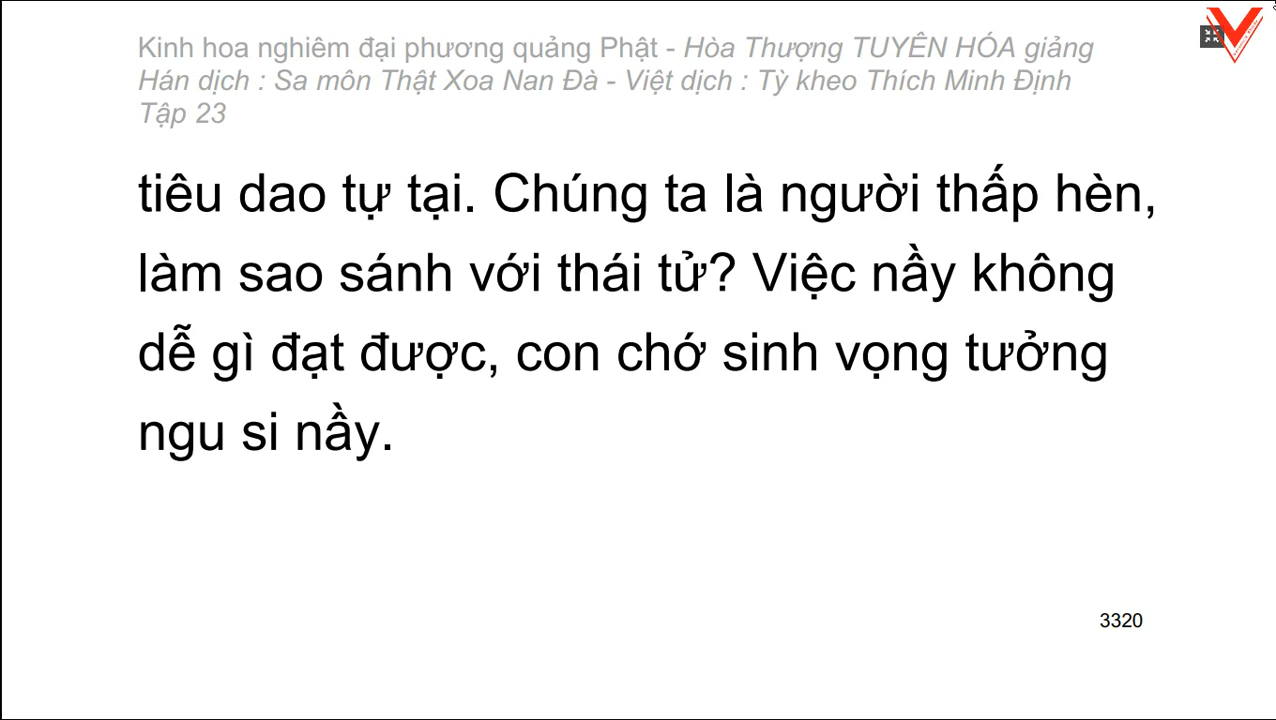 Kinh hoa nghiêm đại phương quảng Phật - Hòa Thượng TUYÊN HÓA giảng
Hán dịch : Sa môn Thật Xoa Nan Đà - Việt dịch : Tỳ kheo Thích Minh Định
Tập 23
tiêu dao tự tại. Chúng ta là người thấp hèn,
làm sao sánh với thái tử? Việc nầy không
dễ gì đạt được, con chớ sinh vọng tưởng
ngu si nầy.
3320